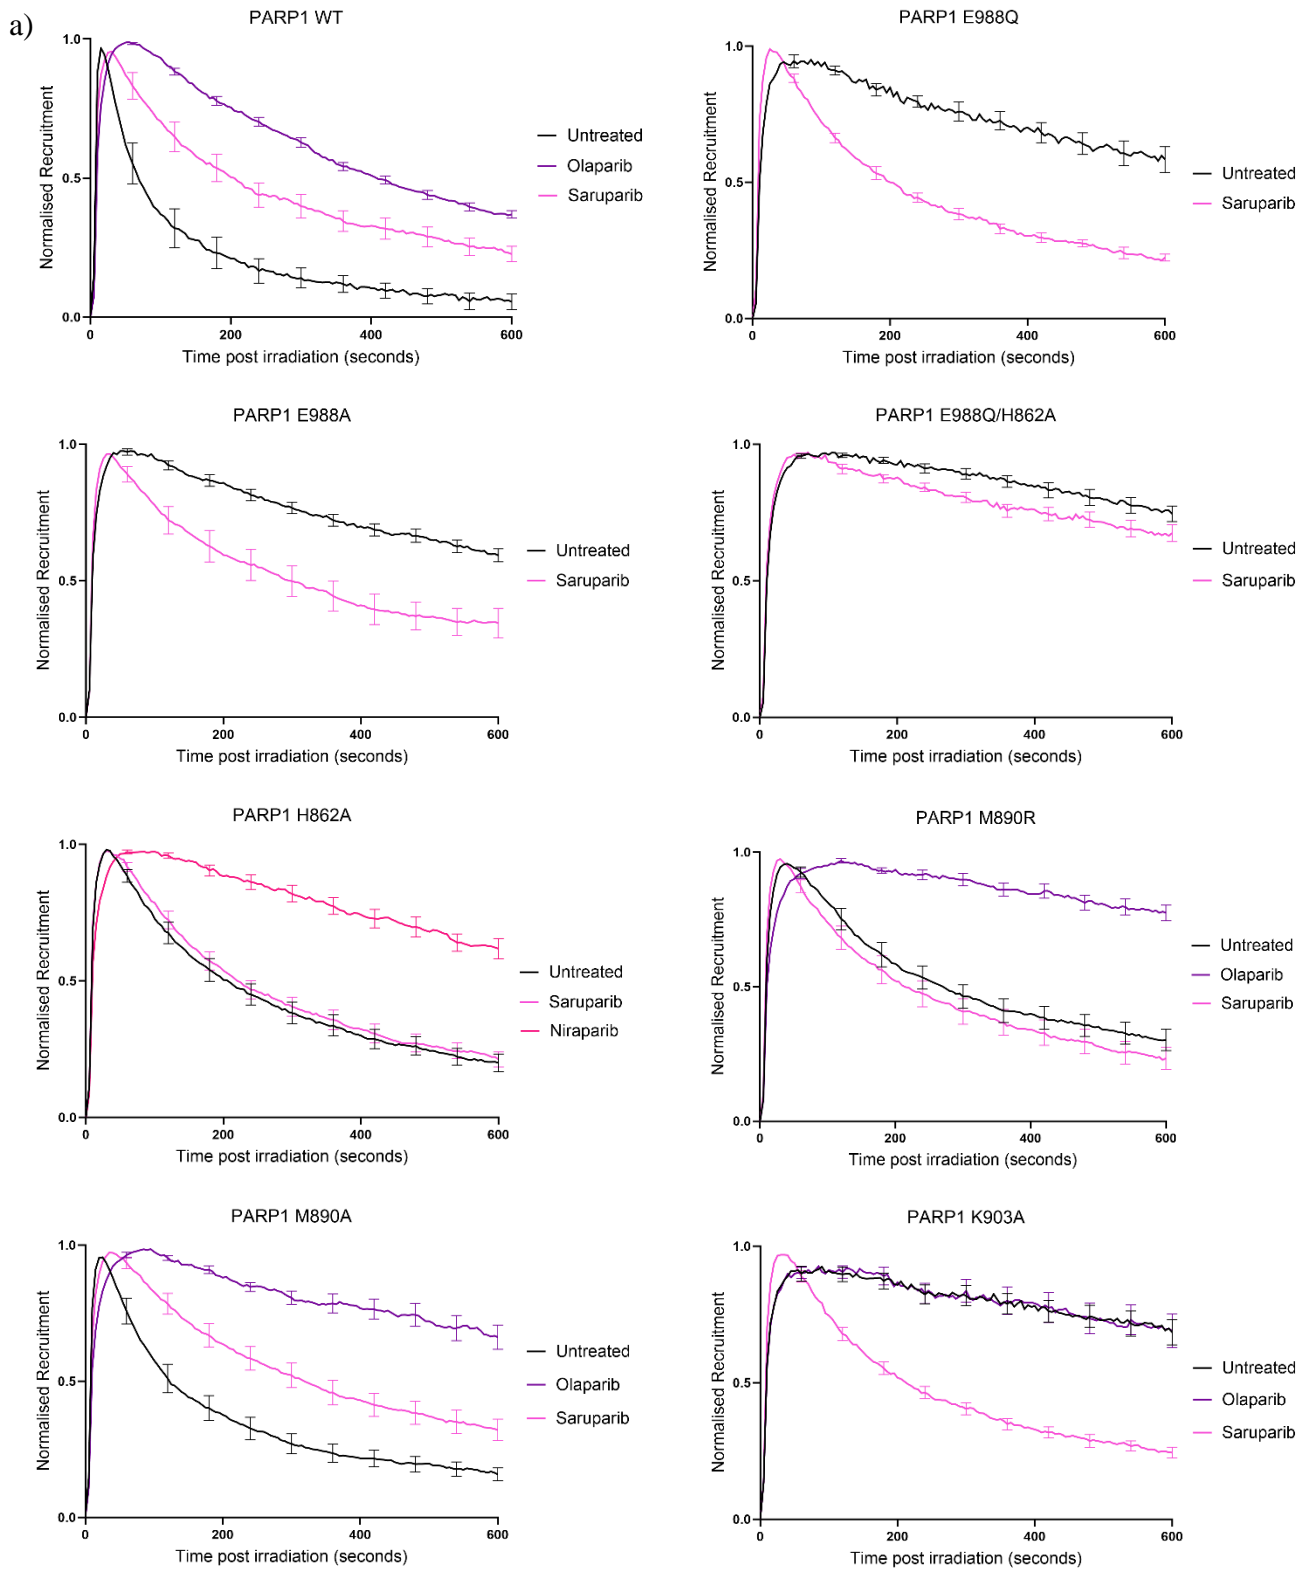 a)
PARP1 WT
1.0
0.5
0.0
Normalised Recruitment
0
200
400
600
Time post irradiation (seconds)
Untreated
Olaparib
Saruparib
PARP1 E988Q
1.0
0.5
0.0
Normalised Recruitment
0
200
400
600
Time post irradiation (seconds)
Untreated
Saruparib
PARP1 E988A
1.0
0.5
0.0
Normalised Recruitment
0
200
400
600
Time post irradiation (seconds)
Untreated
Saruparib
PARP1 E988Q/H862A
1.0
0.5
0.0
Normalised Recruitment
0
200
400
600
Time post irradiation (seconds)
Untreated
Saruparib
PARP1 H862A
1.0
0.5
0.0
Normalised Recruitment
0
200
400
600
Time post irradiation (seconds)
Untreated
Saruparib
Niraparib
PARP1 M890R
1.0
0.5
0.0
Normalised Recruitment
0
200
400
600
Time post irradiation (seconds)
Untreated
Olaparib
Saruparib
PARP1 M890A
1.0
0.5
0.0
Normalised Recruitment
0
200
400
600
Time post irradiation (seconds)
Untreated
Olaparib
Saruparib
PARP1 K903A
1.0
0.5
0.0
Normalised Recruitment
0
200
400
600
Time post irradiation (seconds)
Untreated
Olaparib
Saruparib